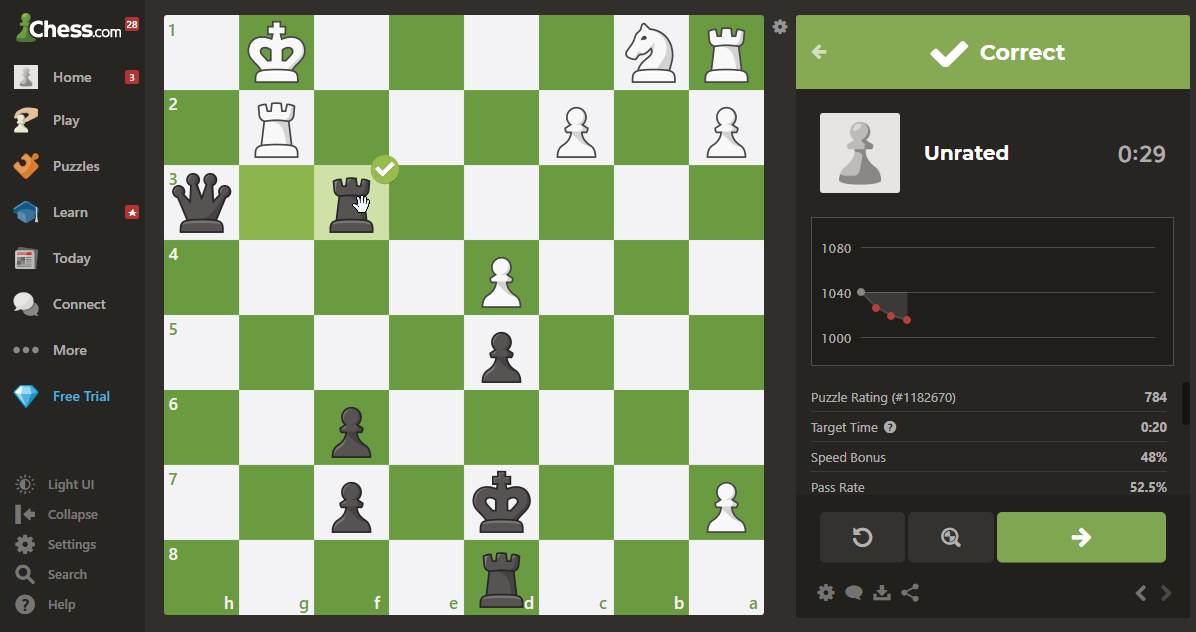 Chess.com 28
Home 3
Play
Puzzles
Learn
Today
Connect
More
Free Trial
Light UI
Collapse
Settings
Search
Help
1
2
3
4
5
6
7
8
h g f e d c b a
Correct
Unrated 0:29
1080
1040
1000
Puzzle Rating (#1182670) 784
Target Time ? 0:20
Speed Bonus 48%
Pass Rate 52.5%